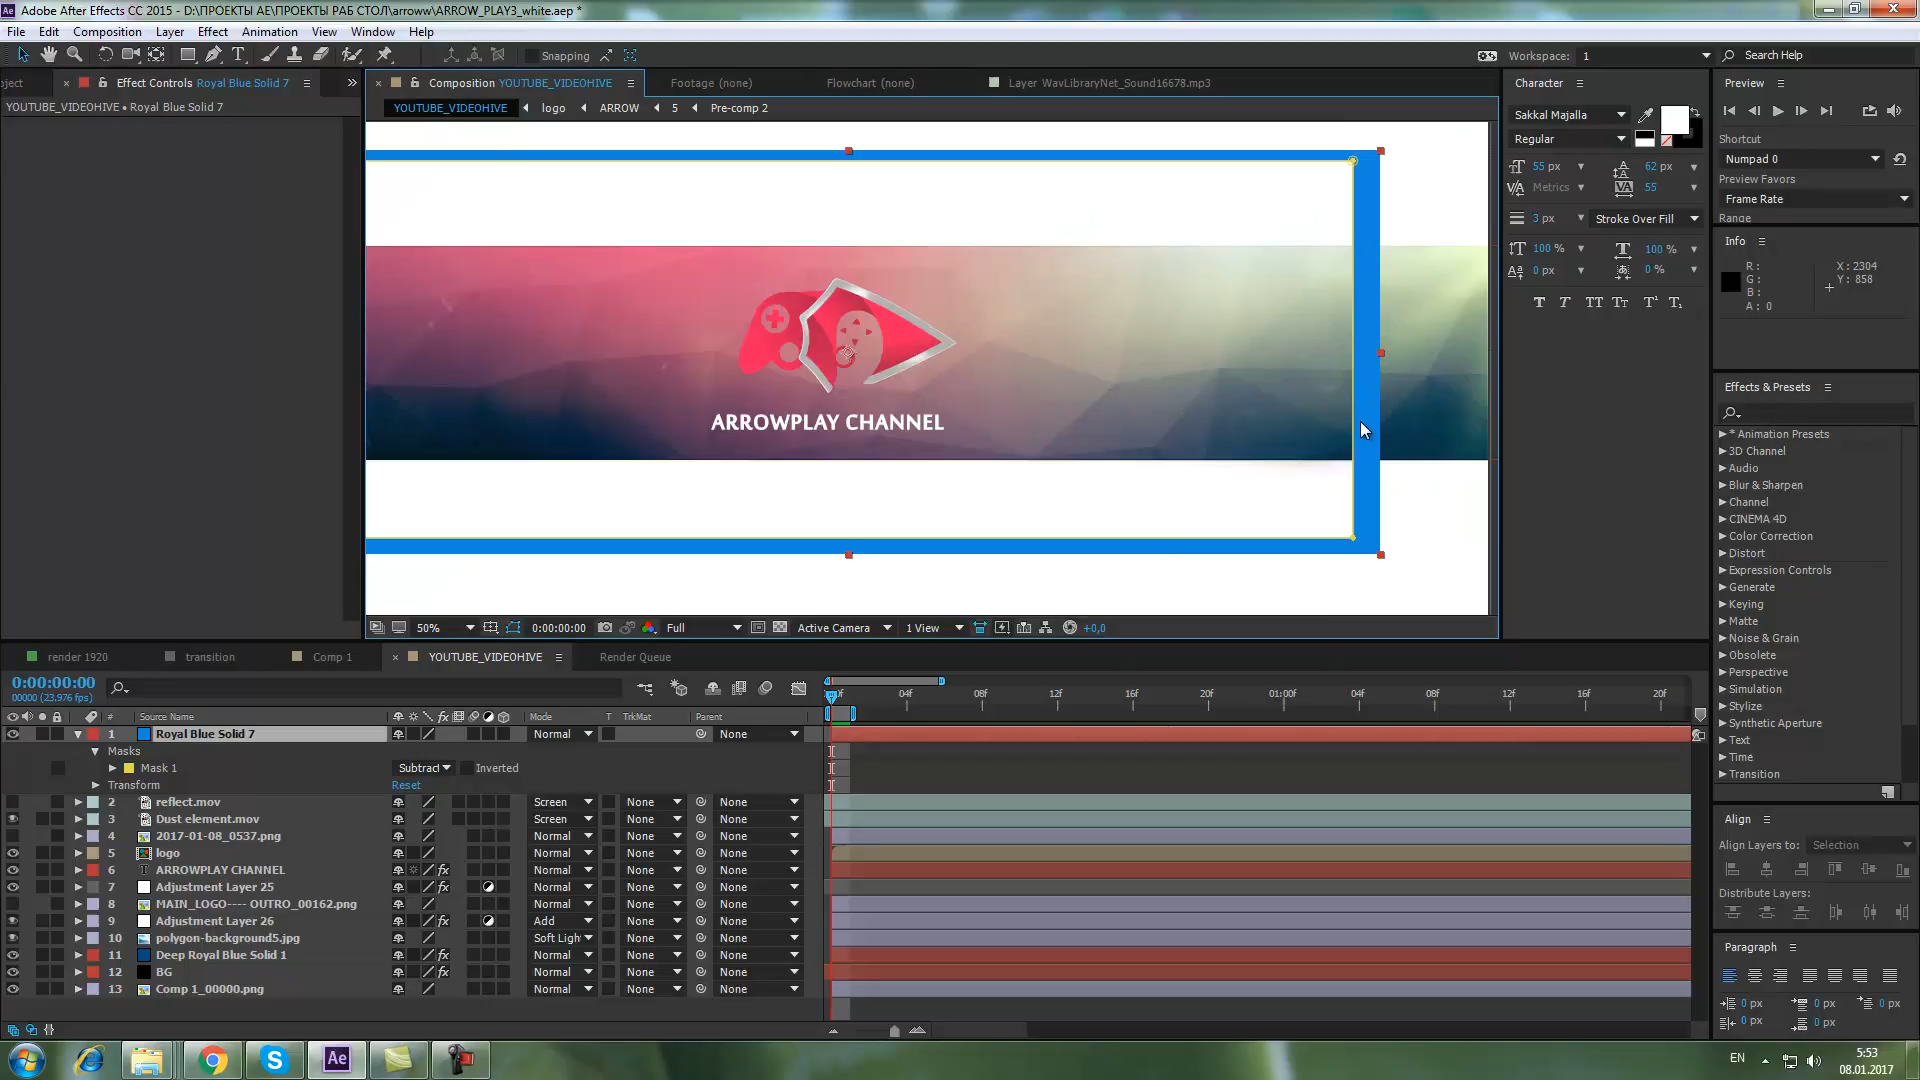 Adobe After Effects CC 2015 - D:\ПРОЕКТЫ AE\ПРОЕКТЫ РАБ СТОЛ\arroww\ARROW_PLAY3_white.aep *
File Edit Composition Layer Effect Animation View Window Help
Snapping Workspace: 1 Search Help
oject Effect Controls Royal Blue Solid 7 Composition YOUTUBE_VIDEOHIVE Footage (none) Flowchart (none) Layer WavLibraryNet_Sound16678.mp3 Character Preview
YOUTUBE_VIDEOHIVE • Royal Blue Solid 7 YOUTUBE_VIDEOHIVE logo ARROW 5 Pre-comp 2
Sakkal Majalla
Regular
55 px 62 px
Metrics 55
3 px Stroke Over Fill
100 % 100 %
0 px 0 %
T T TT Tt T¹ T₁
Shortcut
Numpad 0
Preview Favors
Frame Rate
Range
Info
R: X: 2304
G: Y: 858
B:
A: 0
Effects & Presets
* Animation Presets
3D Channel
Audio
Blur & Sharpen
Channel
CINEMA 4D
Color Correction
Distort
Expression Controls
Generate
Keying
Matte
Noise & Grain
Obsolete
Perspective
Simulation
Stylize
Synthetic Aperture
Text
Time
Transition
ARROWPLAY CHANNEL
50% 0:00:00:00 Full Active Camera 1 View +0,0
render 1920 transition Comp 1 YOUTUBE_VIDEOHIVE Render Queue
0:00:00:00
00000 (23.976 fps)
04f 08f 12f 16f 20f 01:00f 04f 08f 12f 16f 20f
# Source Name Mode T TrkMat Parent
1 Royal Blue Solid 7 Normal None
Masks
Mask 1 Subtract Inverted
Transform Reset
2 reflect.mov Screen None None
3 Dust element.mov Screen None None
4 2017-01-08_0537.png Normal None None
5 logo Normal None None
6 ARROWPLAY CHANNEL Normal None None
7 Adjustment Layer 25 Normal None None
8 MAIN_LOGO---- OUTRO_00162.png Normal None None
9 Adjustment Layer 26 Add None None
10 polygon-background5.jpg Soft Ligh None None
11 Deep Royal Blue Solid 1 Normal None None
12 BG Normal None None
13 Comp 1_00000.png Normal None None
Align
Align Layers to: Selection
Distribute Layers:
Paragraph
0 px 0 px 0 px
0 px 0 px
EN 5:53
08.01.2017